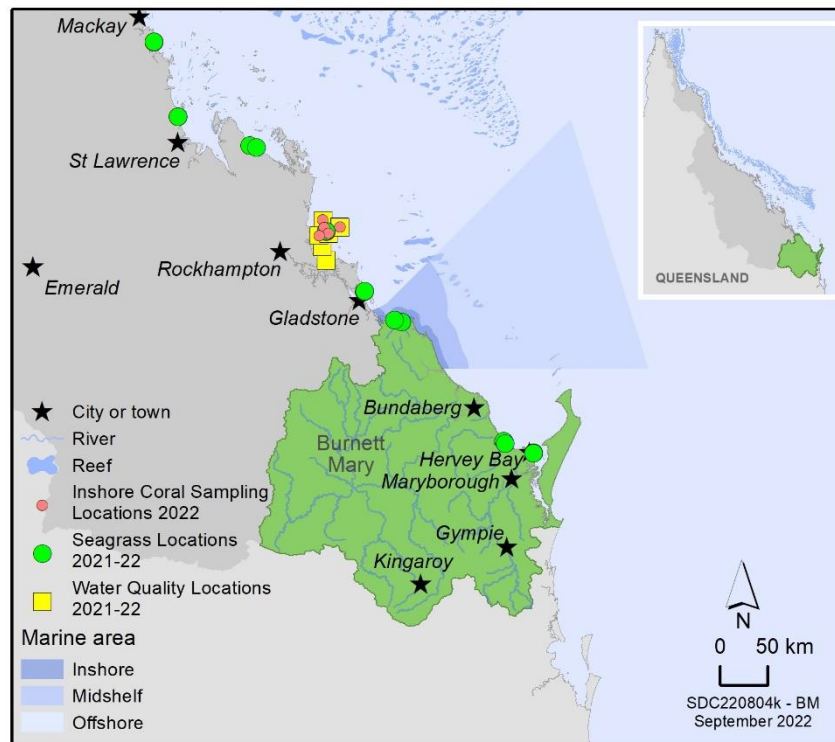 Mackay
St Lawrence
Rockhampton
Emerald
Gladstone
Bundaberg
Burnett
Mary
Hervey Bay
Maryborough
Gympie
Kingaroy
City or town
River
Reef
Inshore Coral Sampling
Locations 2022
Seagrass Locations
2021-22
Water Quality Locations
2021-22
Marine area
Inshore
Midshelf
Offshore
QUEENSLAND
N
0 50 km
SDC220804k - BM
September 2022